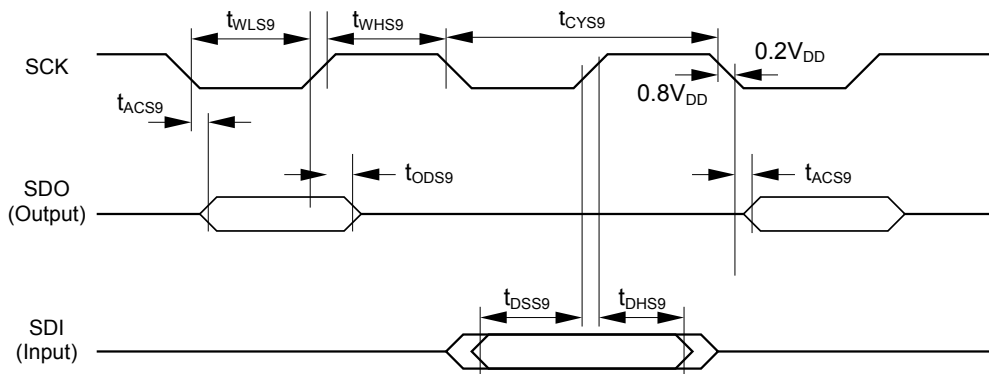 tWLS9 tWHS9 tCYS9
SCK
0.2VDD
0.8VDD
tACS9
SDO
(Output)
tODS9
tACS9
SDI
(Input)
tDSS9 tDHS9